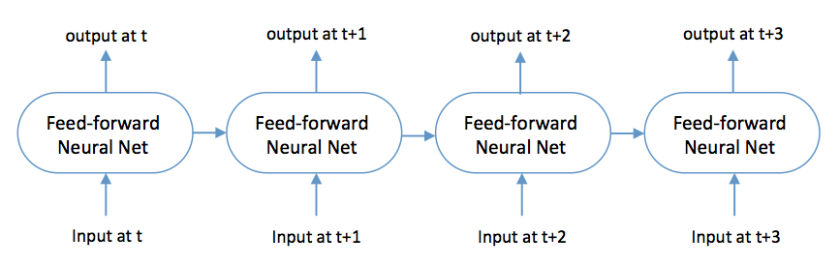 output at t
output at t+1
output at t+2
output at t+3
Feed-forward
Neural Net
Feed-forward
Neural Net
Feed-forward
Neural Net
Feed-forward
Neural Net
Input at t
Input at t+1
Input at t+2
Input at t+3